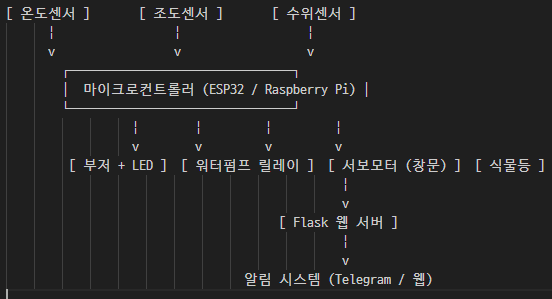 [ 온도센서 ] [ 조도센서 ] [ 수위센서 ]
¦ ¦ ¦
v v v
마이크로컨트롤러 (ESP32 / Raspberry Pi) |
¦ ¦ ¦ ¦
v v v v
[ 부저 + LED ] [ 워터펌프 릴레이 ] [ 서보모터 (창문) ] [ 식물등 ]
¦
v
[ Flask 웹 서버 ]
¦
v
알림 시스템 (Telegram / 웹)